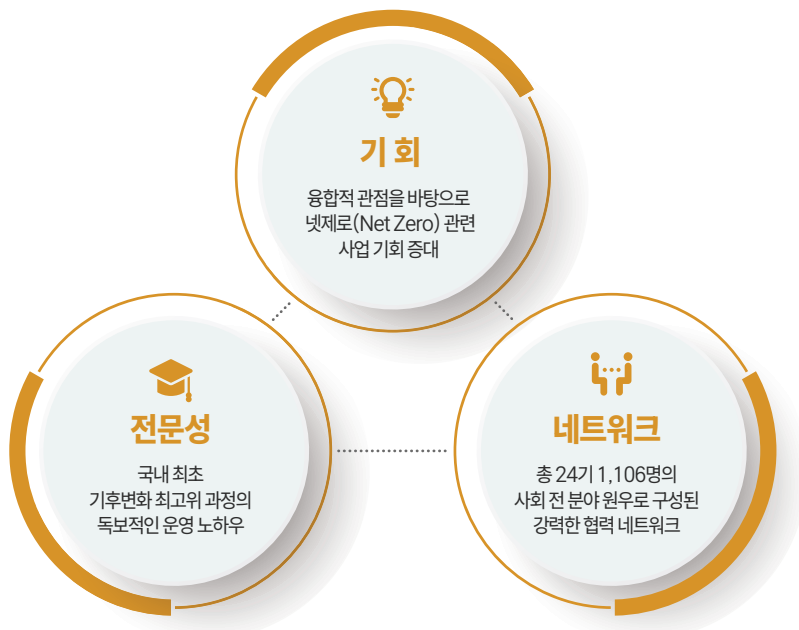 기 회
융합적 관점을 바탕으로
넷제로(Net Zero) 관련
사업 기회 증대
전문성
국내 최초
기후변화 최고위 과정의
독보적인 운영 노하우
네트워크
총 24기 1,106명의
사회 전 분야 원우로 구성된
강력한 협력 네트워크